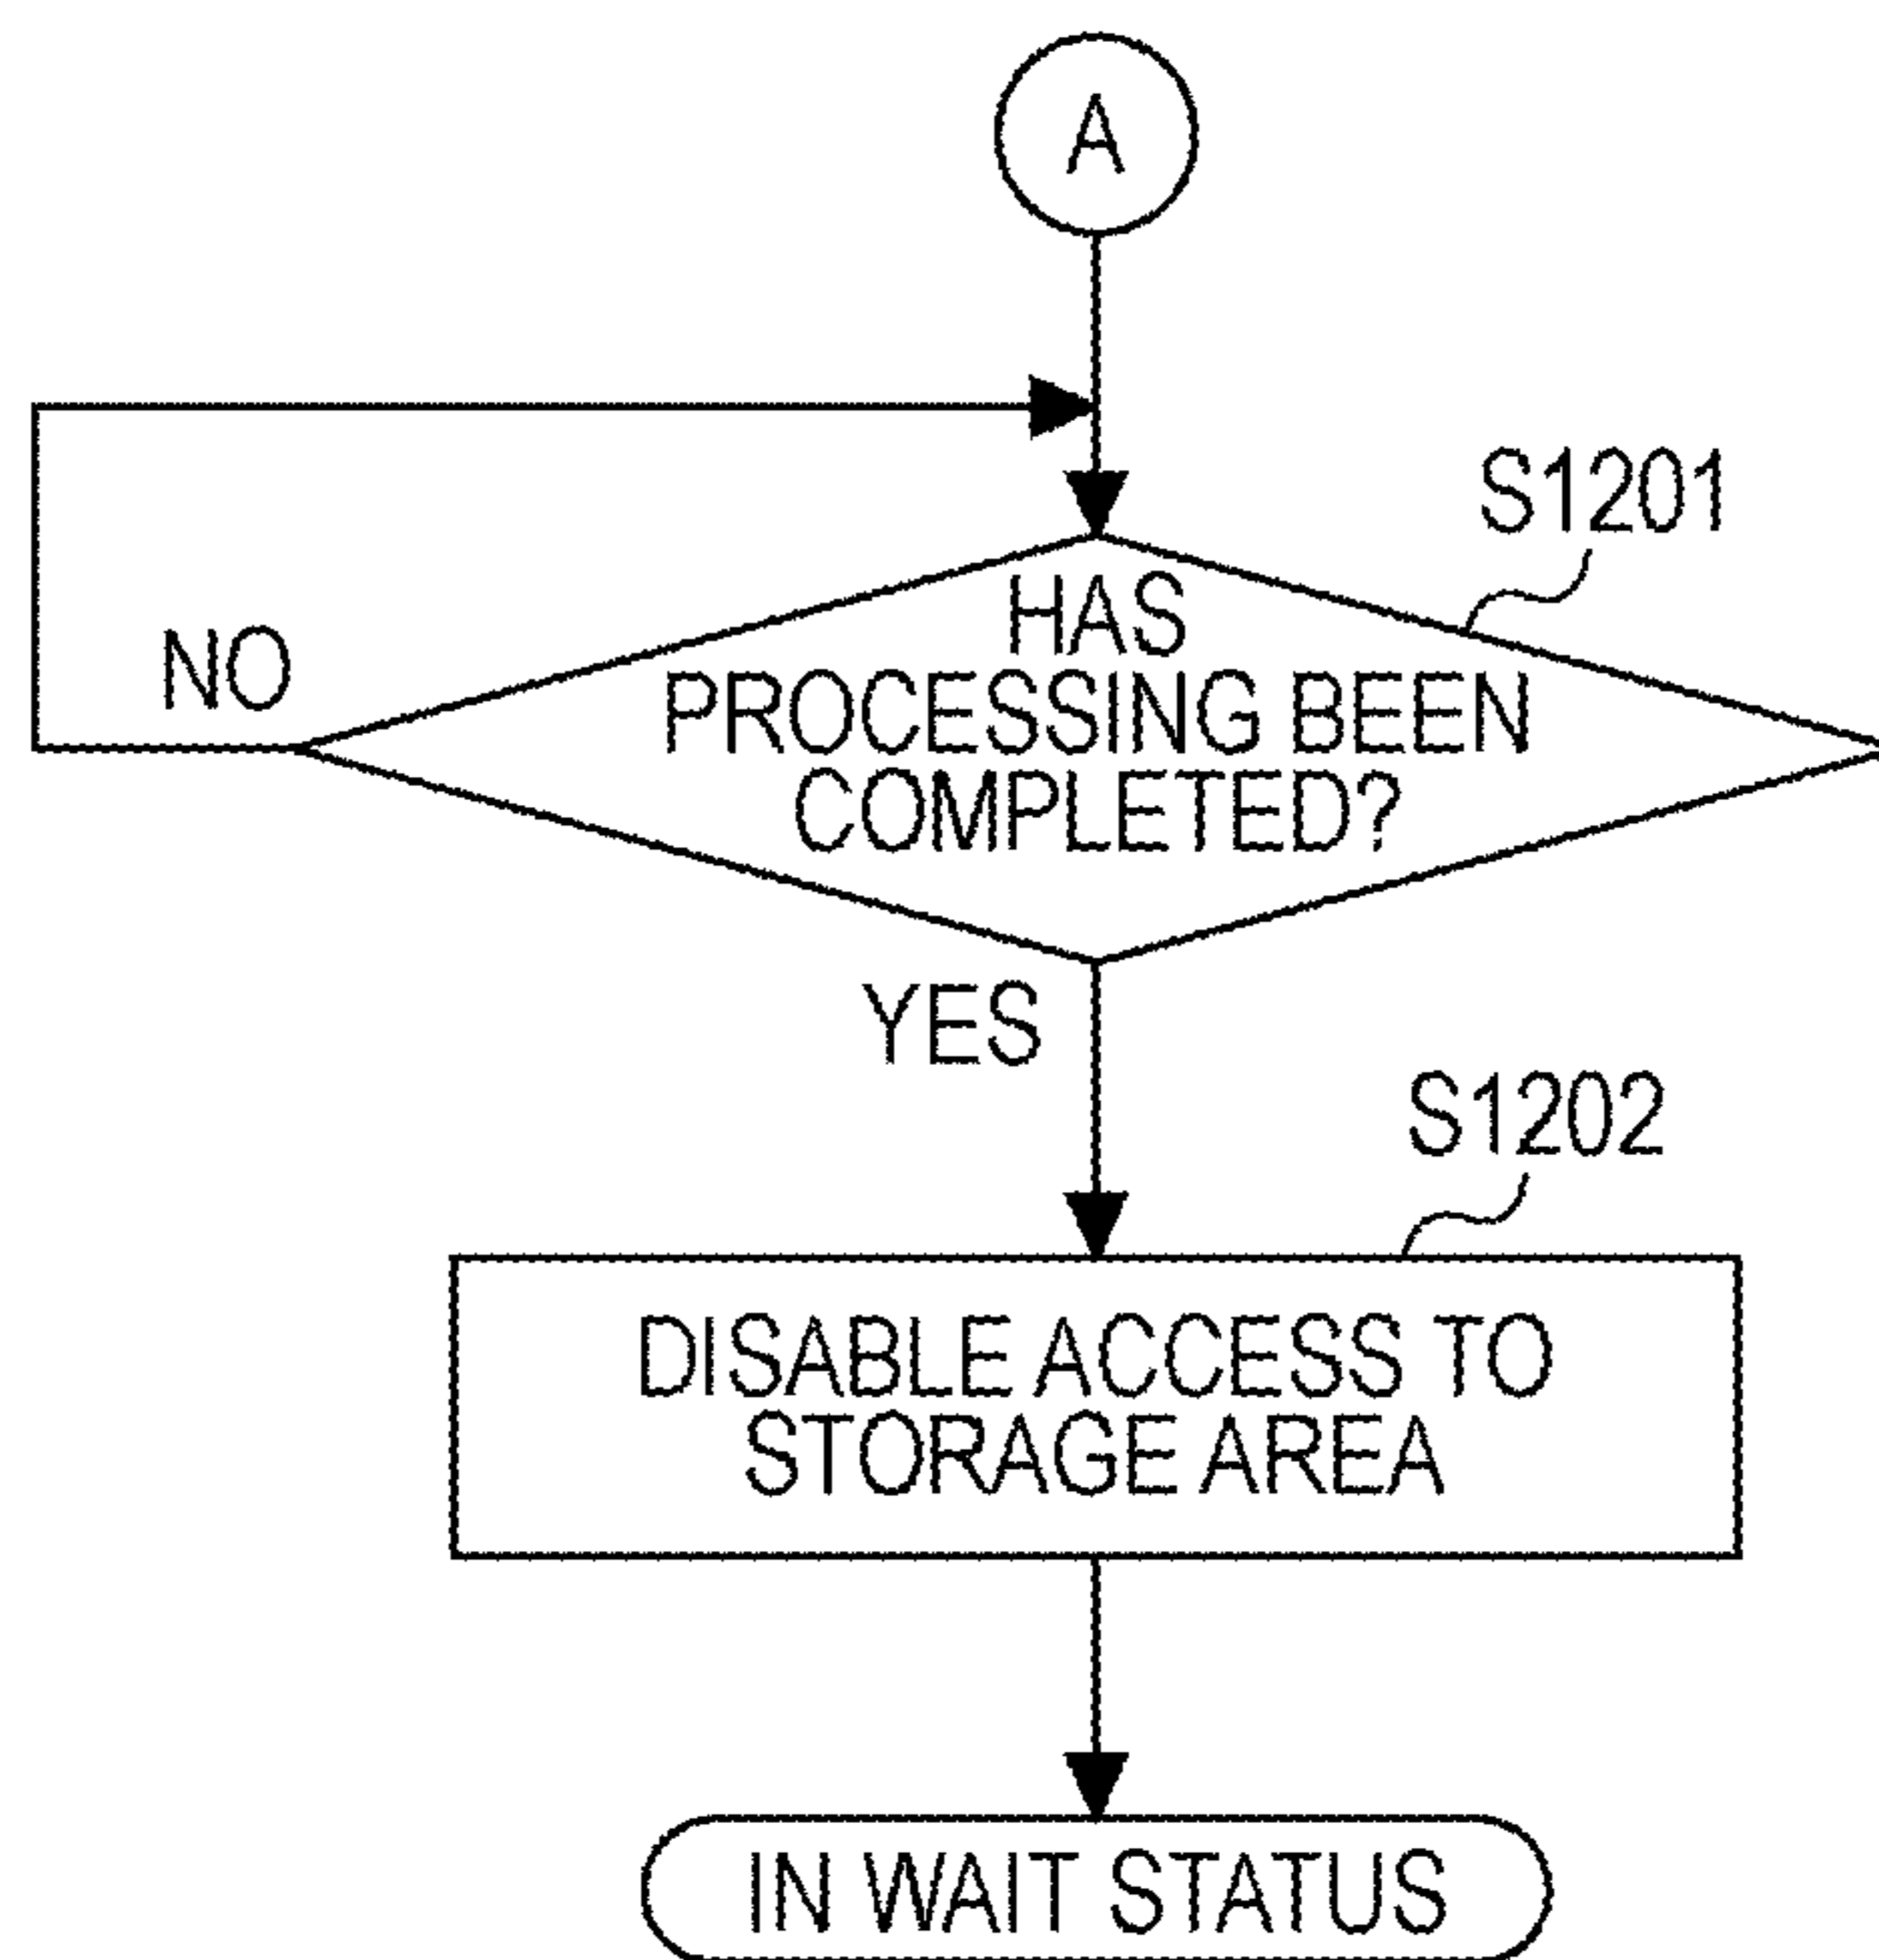 A
S1201
HAS
PROCESSING BEEN
COMPLETED?
NO
YES
S1202
DISABLE ACCESS TO
STORAGE AREA
IN WAIT STATUS